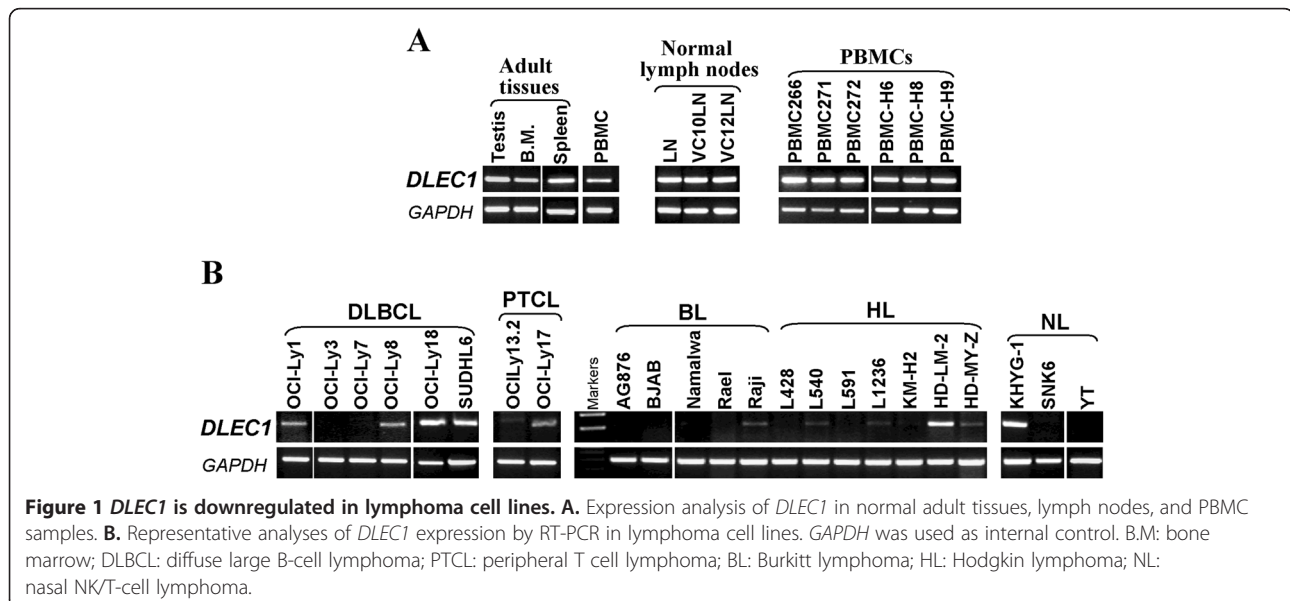 A
Adult
tissues
Normal
lymph nodes
PBMCs
Testis
B.M.
Spleen
PBMC
LN
VC10LN
VC12LN
PBMC266
PBMC271
PBMC272
PBMC-H6
PBMC-H8
PBMC-H9
DLEC1
GAPDH
B
DLBCL
PTCL
BL
HL
NL
OCI-Ly1
OCI-Ly3
OCI-Ly7
OCI-Ly8
OCI-Ly18
SUDHL6
OCILy13.2
OCI-Ly17
Markers
AG876
BJAB
Namalwa
Rael
Raji
L428
L540
L591
L1236
KM-H2
HD-LM-2
HD-MY-Z
KHYG-1
SNK6
YT
DLEC1
GAPDH
Figure 1 DLEC1 is downregulated in lymphoma cell lines. A. Expression analysis of DLEC1 in normal adult tissues, lymph nodes, and PBMC
samples. B. Representative analyses of DLEC1 expression by RT-PCR in lymphoma cell lines. GAPDH was used as internal control. B.M: bone
marrow; DLBCL: diffuse large B-cell lymphoma; PTCL: peripheral T cell lymphoma; BL: Burkitt lymphoma; HL: Hodgkin lymphoma; NL:
nasal NK/T-cell lymphoma.